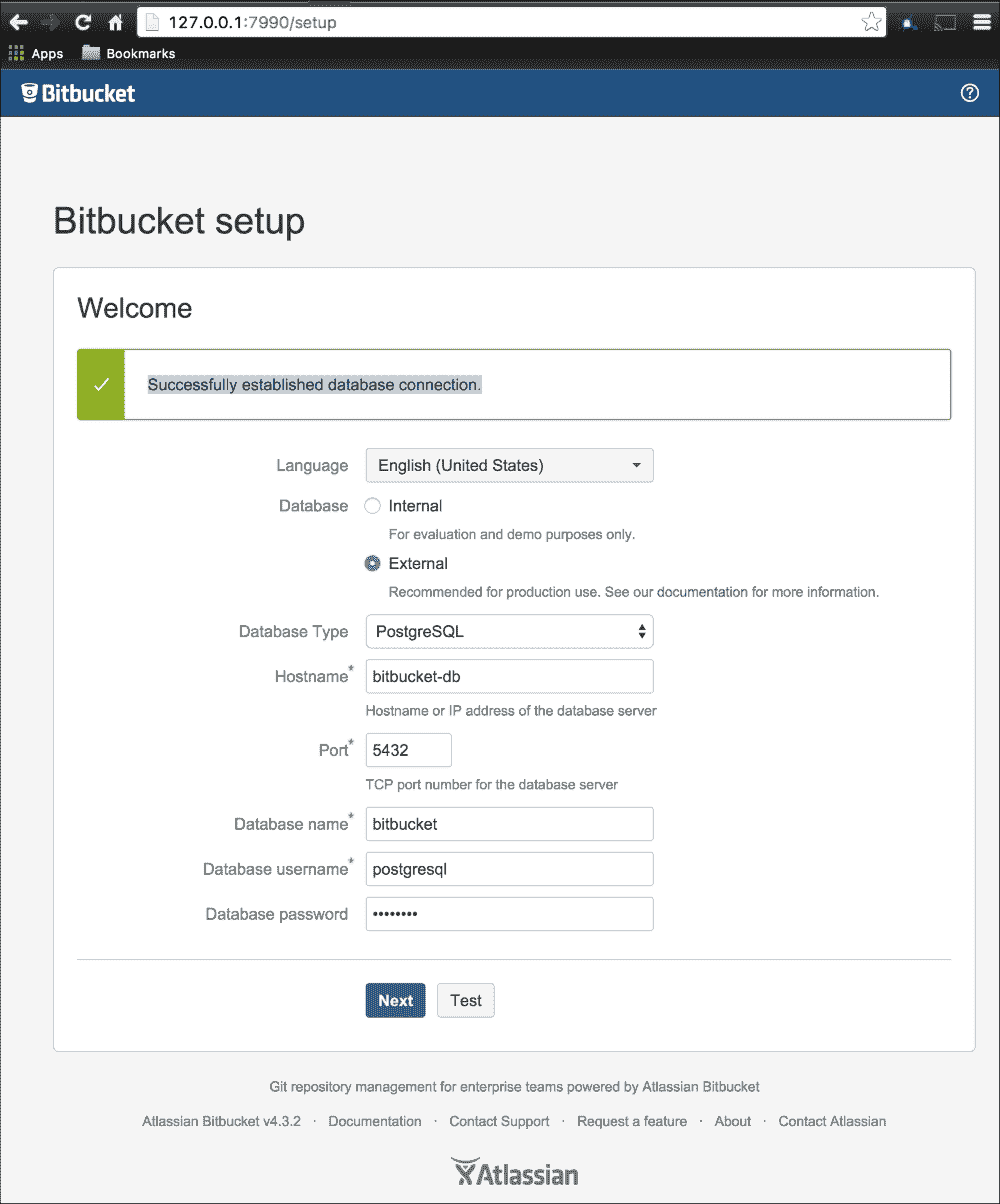 127.0.0.1:7990/setup
Apps Bookmarks
Bitbucket
Bitbucket setup
Welcome
Successfully established database connection.
Language English (United States)
Database Internal
For evaluation and demo purposes only.
External
Recommended for production use. See our documentation for more information.
Database Type PostgreSQL
Hostname* bitbucket-db
Hostname or IP address of the database server
Port* 5432
TCP port number for the database server
Database name* bitbucket
Database username* postgresql
Database password ••••••••
Next Test
Git repository management for enterprise teams powered by Atlassian Bitbucket
Atlassian Bitbucket v4.3.2 · Documentation · Contact Support · Request a feature · About · Contact Atlassian
Atlassian